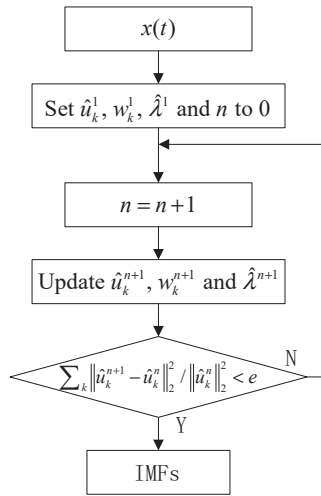 x(t)
Set û_k^1, w_k^1, λ̂^1 and n to 0
n = n+1
Update û_k^{n+1}, w_k^{n+1} and λ̂^{n+1}
∑_k ‖û_k^{n+1} − û_k^n‖_2^2 / ‖û_k^n‖_2^2 < e
N
Y
IMFs